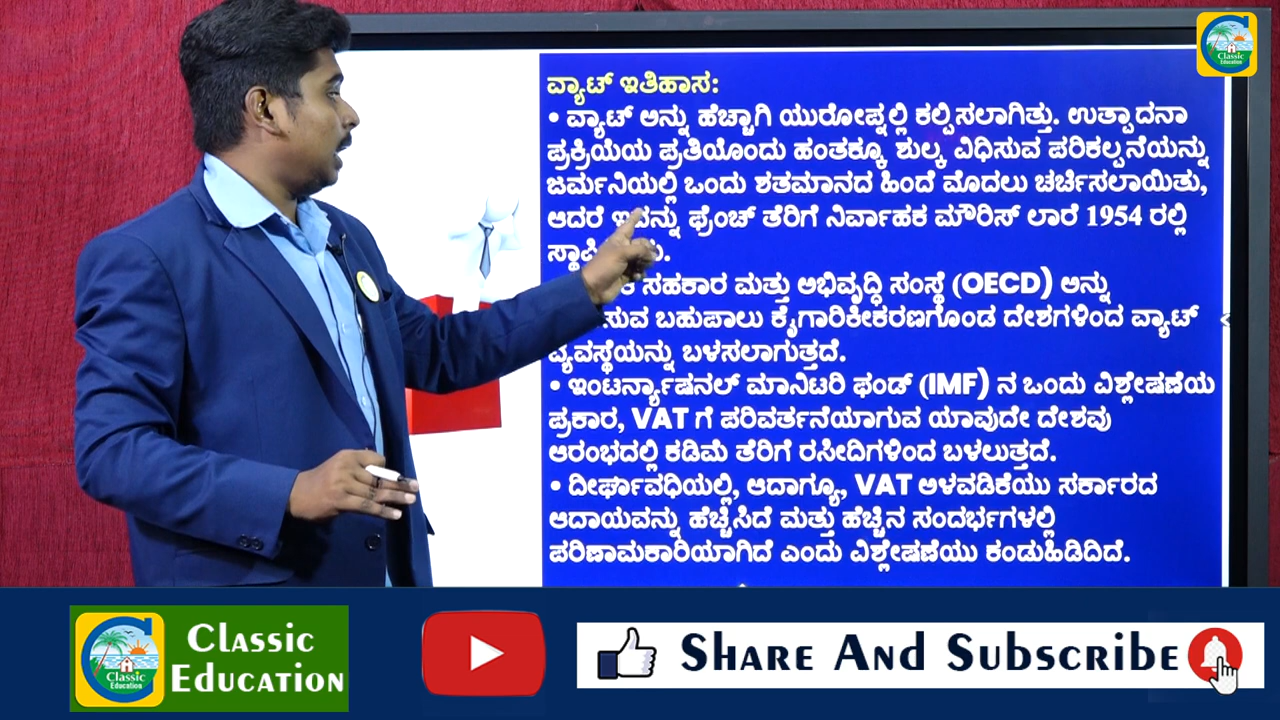 Classic
Education
ವ್ಯಾಟ್ ಇತಿಹಾಸ:
• ವ್ಯಾಟ್ ಅನ್ನು ಹೆಚ್ಚಾಗಿ ಯುರೋಪ್ನಲ್ಲಿ ಕಲ್ಪಿಸಲಾಗಿತ್ತು. ಉತ್ಪಾದನಾ
ಪ್ರಕ್ರಿಯೆಯ ಪ್ರತಿಯೊಂದು ಹಂತಕ್ಕೂ ಶುಲ್ಕ ವಿಧಿಸುವ ಪರಿಕಲ್ಪನೆಯನ್ನು
ಜರ್ಮನಿಯಲ್ಲಿ ಒಂದು ಶತಮಾನದ ಹಿಂದೆ ಮೊದಲು ಚರ್ಚಿಸಲಾಯಿತು,
ಆದರೆ ಫ್ರೆಂಚ್ ತೆರಿಗೆ ನಿರ್ವಾಹಕ ಮೌರಿಸ್ ಲಾರೆ 1954 ರಲ್ಲಿ
ಸಹಕಾರ ಮತ್ತು ಅಭಿವೃದ್ಧಿ ಸಂಸ್ಥೆ (OECD) ಅನ್ನು
ಬಹುಪಾಲು ಕೈಗಾರಿಕೀಕರಣಗೊಂಡ ದೇಶಗಳಿಂದ ವ್ಯಾಟ್
ವ್ಯವಸ್ಥೆಯನ್ನು ಬಳಸಲಾಗುತ್ತದೆ.
• ಇಂಟರ್ನ್ಯಾಷನಲ್ ಮಾನಿಟರಿ ಫಂಡ್ (IMF) ನ ಒಂದು ವಿಶ್ಲೇಷಣೆಯ
ಪ್ರಕಾರ, VAT ಗೆ ಪರಿವರ್ತನೆಯಾಗುವ ಯಾವುದೇ ದೇಶವು
ಆರಂಭದಲ್ಲಿ ಕಡಿಮೆ ತೆರಿಗೆ ರಸೀದಿಗಳಿಂದ ಬಳಲುತ್ತದೆ.
• ದೀರ್ಘಾವಧಿಯಲ್ಲಿ, ಆದಾಗ್ಯೂ, VAT ಅಳವಡಿಕೆಯು ಸರ್ಕಾರದ
ಆದಾಯವನ್ನು ಹೆಚ್ಚಿಸಿದೆ ಮತ್ತು ಹೆಚ್ಚಿನ ಸಂದರ್ಭಗಳಲ್ಲಿ
ಪರಿಣಾಮಕಾರಿಯಾಗಿದೆ ಎಂದು ವಿಶ್ಲೇಷಣೆಯು ಕಂಡುಹಿಡಿದಿದೆ.
Classic
Education
Classic
Education
Share And Subscribe